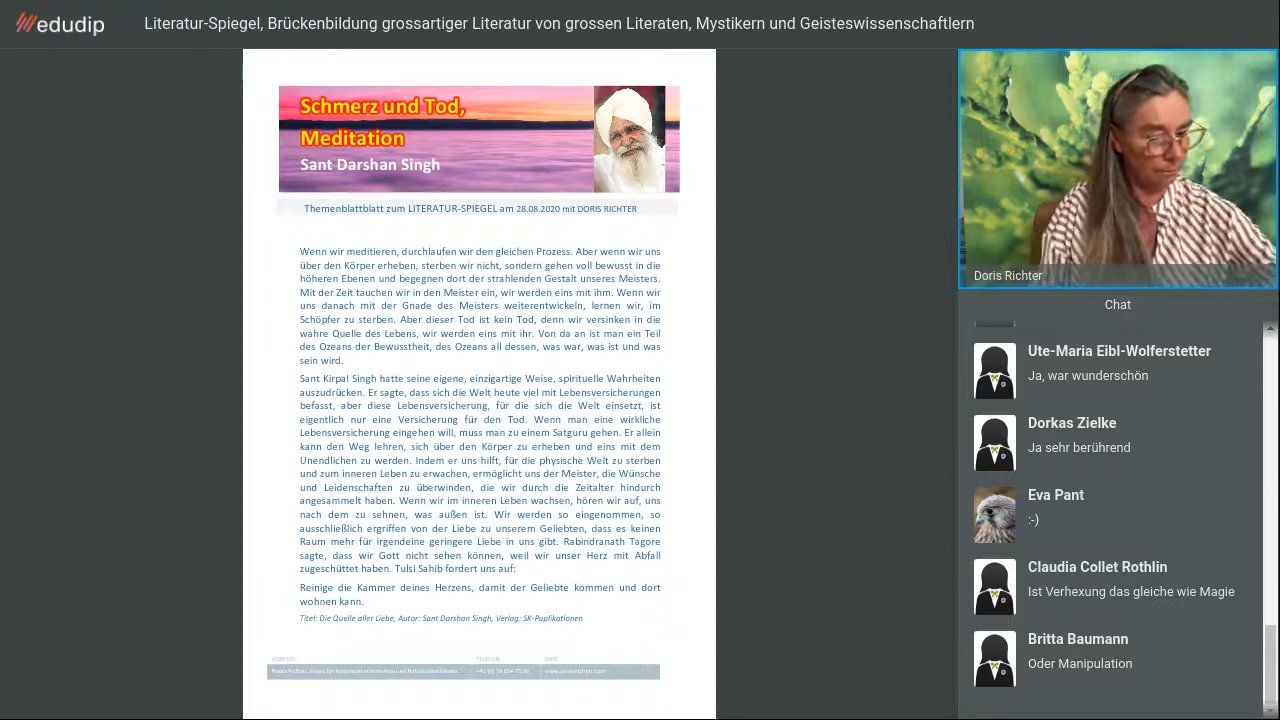 edudip
Literatur-Spiegel, Brückenbildung grossartiger Literatur von grossen Literaten, Mystikern und Geisteswissenschaftlern
Schmerz und Tod,
Meditation
Sant Darshan Singh
Themenblattblatt zum LITERATUR-SPIEGEL am 28.08.2020 mit DORIS RICHTER
Wenn wir meditieren, durchlaufen wir den gleichen Prozess. Aber wenn wir uns
über den Körper erheben, sterben wir nicht, sondern gehen voll bewusst in die
höheren Ebenen und begegnen dort der strahlenden Gestalt unseres Meisters.
Mit der Zeit tauchen wir in den Meister ein, wir werden eins mit ihm. Wenn wir
uns danach mit der Gnade des Meisters weiterentwickeln, lernen wir, im
Schöpfer zu sterben. Aber dieser Tod ist kein Tod, denn wir versinken in die
wahre Quelle des Lebens, wir werden eins mit ihr. Von da an ist man ein Teil
des Ozeans der Bewusstheit, des Ozeans all dessen, was war, was ist und was
sein wird.
Sant Kirpal Singh hatte seine eigene, einzigartige Weise, spirituelle Wahrheiten
auszudrücken. Er sagte, dass sich die Welt heute viel mit Lebensversicherungen
befasst, aber diese Lebensversicherung, für die sich die Welt einsetzt, ist
eigentlich nur eine Versicherung für den Tod. Wenn man eine wirkliche
Lebensversicherung eingehen will, muss man zu einem Satguru gehen. Er allein
kann den Weg lehren, sich über den Körper zu erheben und eins mit dem
Unendlichen zu werden. Indem er uns hilft, für die physische Welt zu sterben
und zum inneren Leben zu erwachen, ermöglicht uns der Meister, die Wünsche
und Leidenschaften zu überwinden, die wir durch die Zeitalter hindurch
angesammelt haben. Wenn wir im inneren Leben wachsen, hören wir auf, uns
nach dem zu sehnen, was außen ist. Wir werden so eingenommen, so
ausschließlich ergriffen von der Liebe zu unserem Geliebten, dass es keinen
Raum mehr für irgendeine geringere Liebe in uns gibt. Rabindranath Tagore
sagte, dass wir Gott nicht sehen können, weil wir unser Herz mit Abfall
zugeschüttet haben. Tulsi Sahib fordert uns auf:
Reinige die Kammer deines Herzens, damit der Geliebte kommen und dort
wohnen kann.
Titel: Die Quelle aller Liebe, Autor: Sant Darshan Singh, Verlag: SK-Puplikationen
Doris Richter
Chat
Ute-Maria Eibl-Wolferstetter
Ja, war wunderschön
Dorkas Zielke
Ja sehr berührend
Eva Pant
:-)
Claudia Collet Rothlin
Ist Verhexung das gleiche wie Magie
Britta Baumann
Oder Manipulation